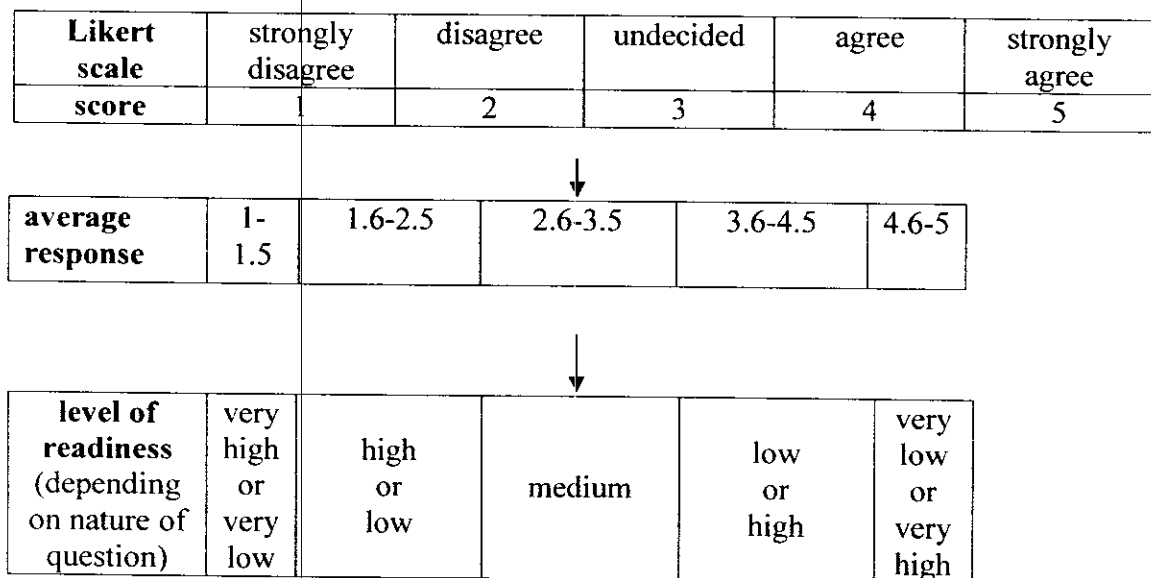 Likert scale strongly disagree disagree undecided agree strongly agree
score 1 2 3 4 5
average response 1-1.5 1.6-2.5 2.6-3.5 3.6-4.5 4.6-5
level of readiness (depending on nature of question) very high or very low high or low medium low or high very low or very high